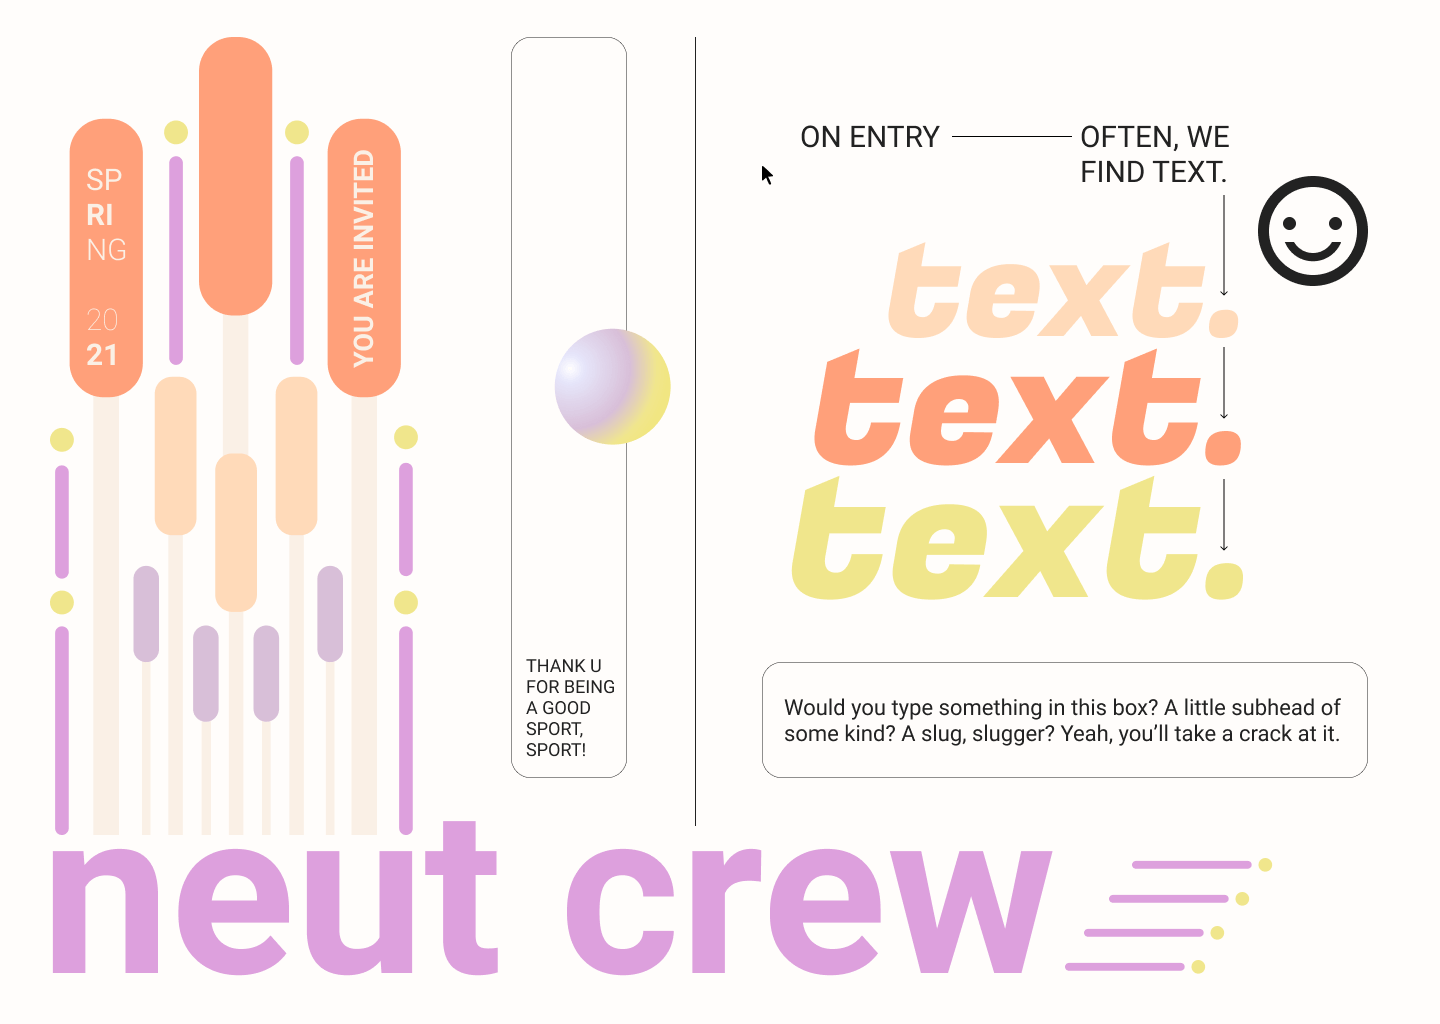 SP
RI
NG
20
21
YOU ARE INVITED
THANK U
FOR BEING
A GOOD
SPORT,
SPORT!
ON ENTRY
OFTEN, WE
FIND TEXT.
text.
text.
text.
Would you type something in this box? A little subhead of
some kind? A slug, slugger? Yeah, you’ll take a crack at it.
neut crew